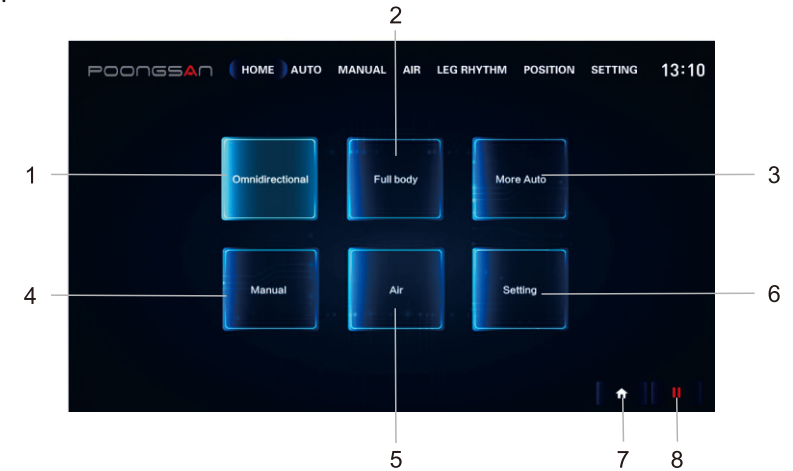 2
POONGSAN HOME AUTO MANUAL AIR LEG RHYTHM POSITION SETTING 13:10
1 Omnidirectional Full body More Auto 3
4 Manual Air Setting 6
5 7 8